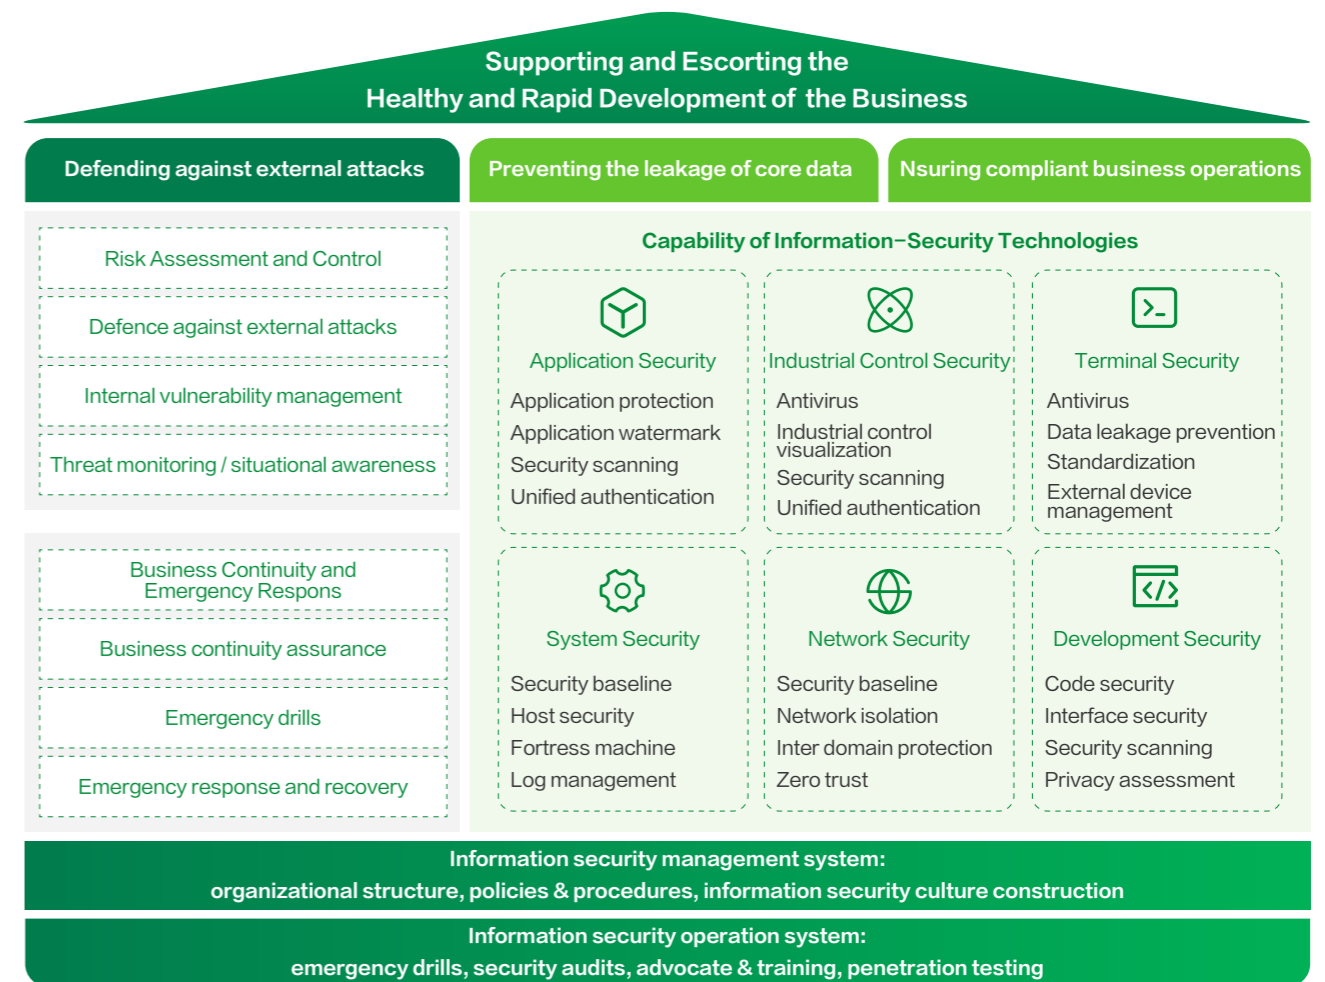 Supporting and Escorting the
Healthy and Rapid Development of the Business
Defending against external attacks
Preventing the leakage of core data
Nsuring compliant business operations
Risk Assessment and Control
Defence against external attacks
Internal vulnerability management
Threat monitoring / situational awareness
Business Continuity and
Emergency Respons
Business continuity assurance
Emergency drills
Emergency response and recovery
Capability of Information-Security Technologies
Application Security
Application protection
Application watermark
Security scanning
Unified authentication
Industrial Control Security
Antivirus
Industrial control
visualization
Security scanning
Unified authentication
Terminal Security
Antivirus
Data leakage prevention
Standardization
External device
management
System Security
Security baseline
Host security
Fortress machine
Log management
Network Security
Security baseline
Network isolation
Inter domain protection
Zero trust
Development Security
Code security
Interface security
Security scanning
Privacy assessment
Information security management system:
organizational structure, policies & procedures, information security culture construction
Information security operation system:
emergency drills, security audits, advocate & training, penetration testing